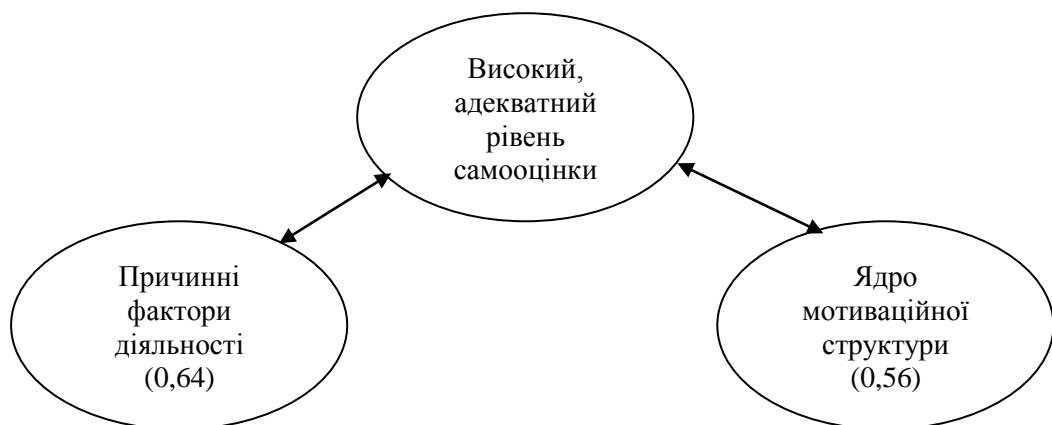 Високий,
адекватний
рівень
самооцінки
Причинні
фактори
діяльності
(0,64)
Ядро
мотиваційної
структури
(0,56)